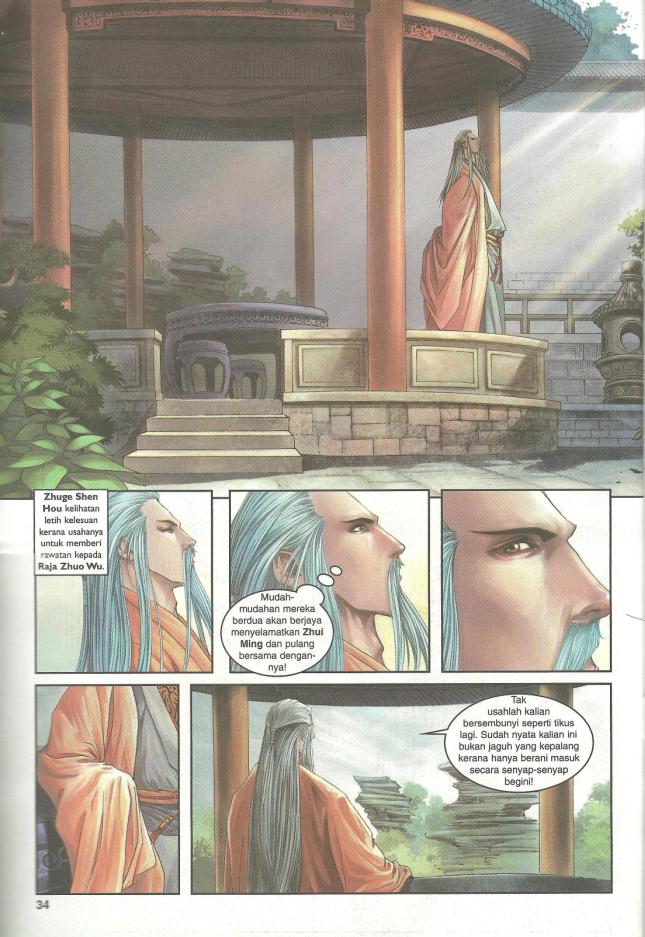 Zhuge Shen
Hou kelihatan
letih kelesuan
kerana usahanya
untuk memberi
rawatan kepada
Raja Zhuo Wu.
Mudah-
mudahan mereka
berdua akan berjaya
menyelamatkan Zhui
Ming dan pulang
bersama dengan-
nya!
Tak
usahlah kalian
bersembunyi seperti tikus
lagi. Sudah nyata kalian ini
bukan jaguh yang kepalang
kerana hanya berani masuk
secara senyap-senyap
begini!
34